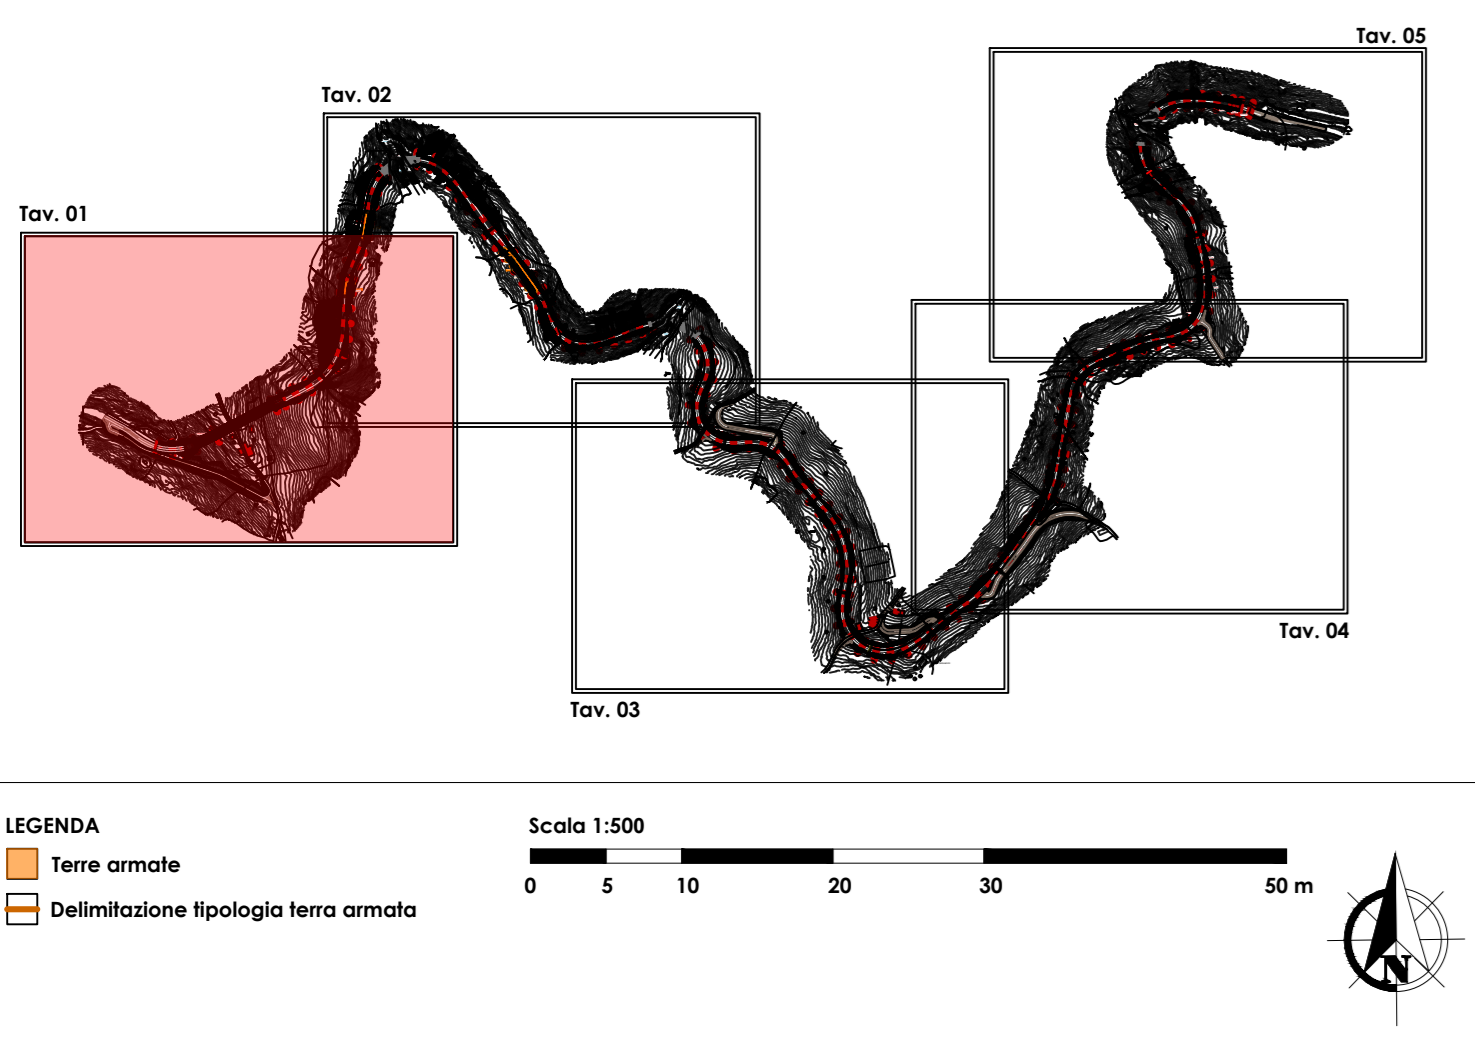 Tav. 05
Tav. 02
Tav. 01
Tav. 04
Tav. 03
LEGENDA
Terre armate
Delimitazione tipologia terra armata
Scala 1:500
0 5 10 20 30 50 m
N